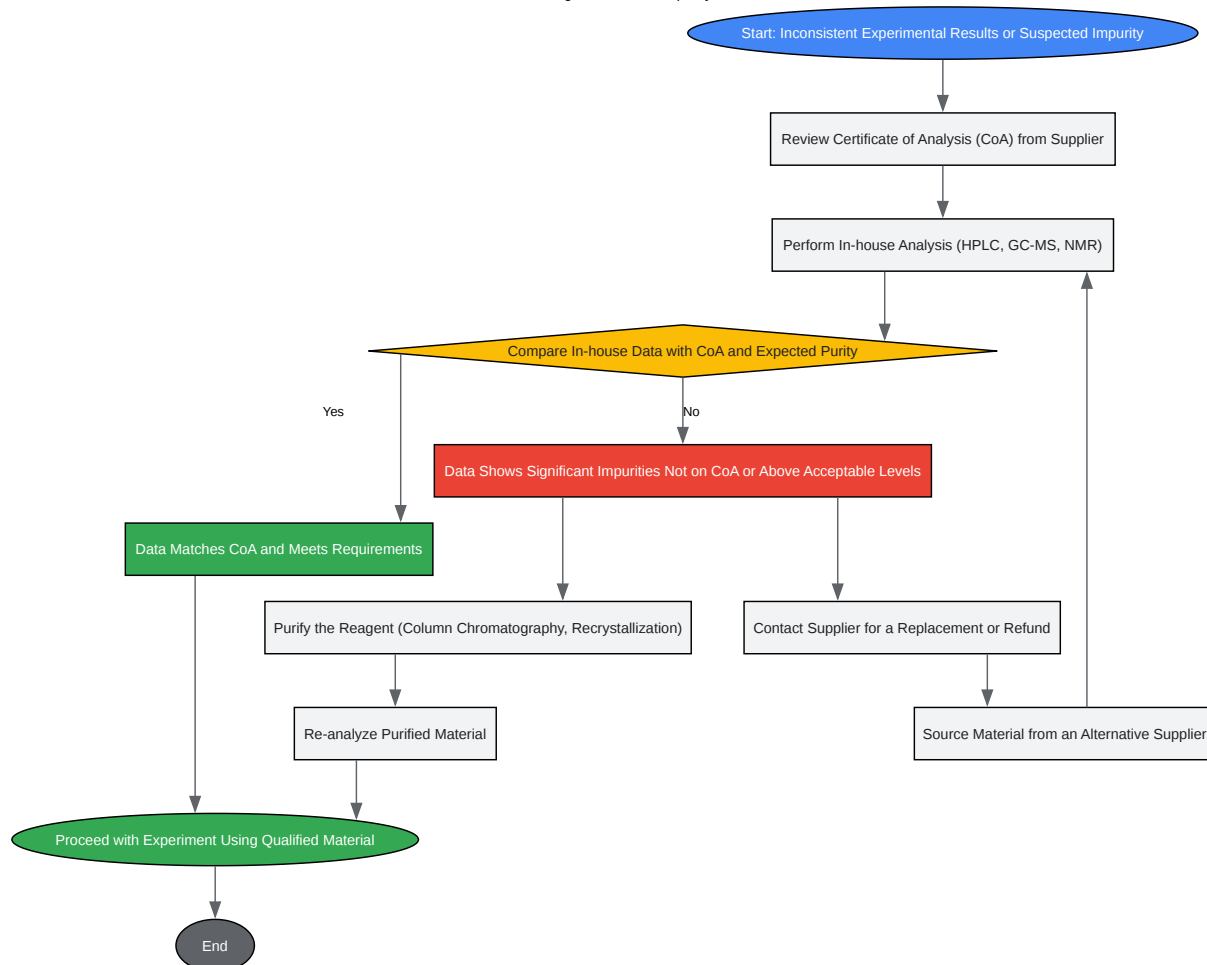 Start: Inconsistent Experimental Results or Suspected Impurity
Review Certificate of Analysis (CoA) from Supplier
Perform In-house Analysis (HPLC, GC-MS, NMR)
Compare In-house Data with CoA and Expected Purity
Yes
No
Data Shows Significant Impurities Not on CoA or Above Acceptable Levels
Data Matches CoA and Meets Requirements
Purify the Reagent (Column Chromatography, Recrystallization)
Contact Supplier for a Replacement or Refund
Re-analyze Purified Material
Source Material from an Alternative Supplier
Proceed with Experiment Using Qualified Material
End